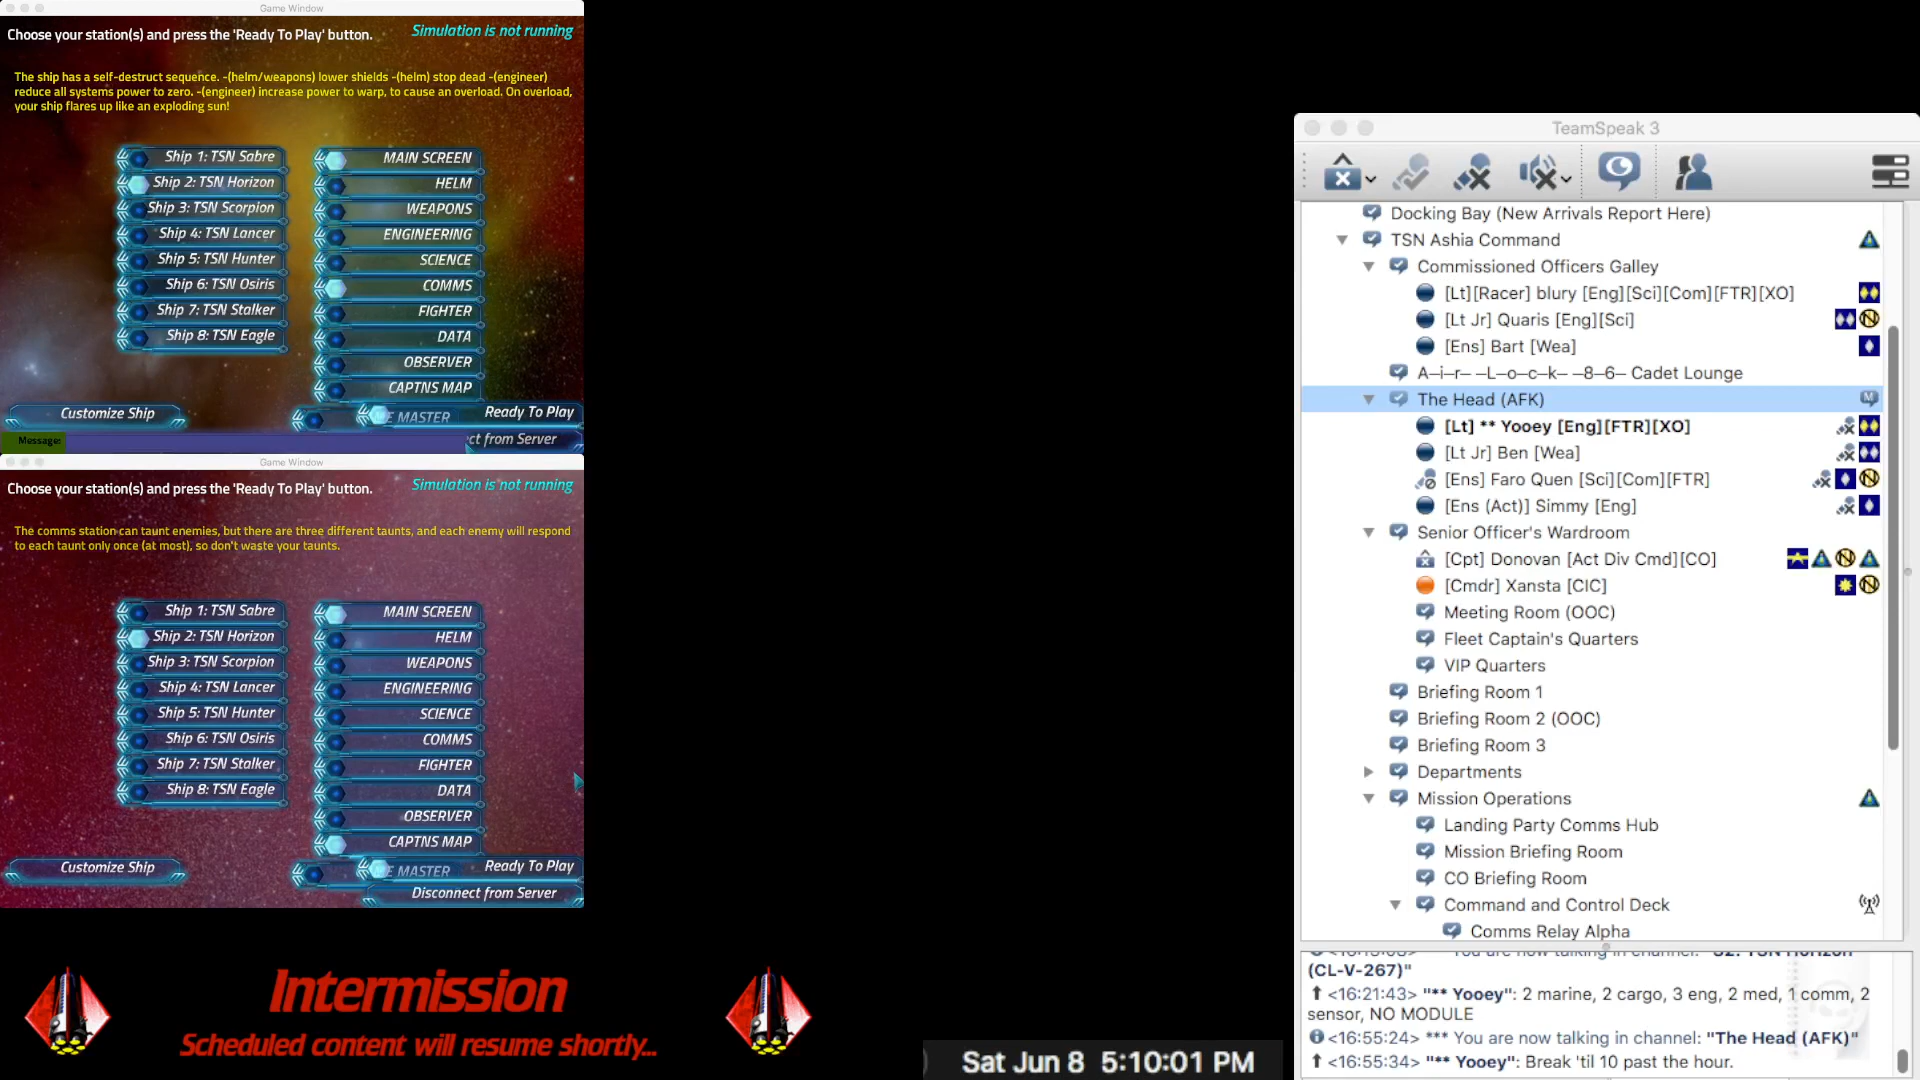 Game Window
Choose your station(s) and press the 'Ready To Play' button.
Simulation is not running
The ship has a self-destruct sequence. -(helm/weapons) lower shields -(helm) stop dead -(engineer)
reduce all systems power to zero. -(engineer) increase power to warp, to cause an overload. On overload,
your ship flares up like an exploding sun!
Ship 1: TSN Sabre
Ship 2: TSN Horizon
Ship 3: TSN Scorpion
Ship 4: TSN Lancer
Ship 5: TSN Hunter
Ship 6: TSN Osiris
Ship 7: TSN Stalker
Ship 8: TSN Eagle
MAIN SCREEN
HELM
WEAPONS
ENGINEERING
SCIENCE
COMMS
FIGHTER
DATA
OBSERVER
CAPTNS MAP
Customize Ship
E MASTER
Ready To Play
Message:
ct from Server
Game Window
Choose your station(s) and press the 'Ready To Play' button.
Simulation is not running
The comms station can taunt enemies, but there are three different taunts, and each enemy will respond
to each taunt only once (at most), so don't waste your taunts.
Ship 1: TSN Sabre
Ship 2: TSN Horizon
Ship 3: TSN Scorpion
Ship 4: TSN Lancer
Ship 5: TSN Hunter
Ship 6: TSN Osiris
Ship 7: TSN Stalker
Ship 8: TSN Eagle
MAIN SCREEN
HELM
WEAPONS
ENGINEERING
SCIENCE
COMMS
FIGHTER
DATA
OBSERVER
CAPTNS MAP
Customize Ship
E MASTER
Ready To Play
Disconnect from Server
Intermission
Scheduled content will resume shortly...
Sat Jun 8 5:10:01 PM
TeamSpeak 3
Docking Bay (New Arrivals Report Here)
TSN Ashia Command
Commissioned Officers Galley
[Lt][Racer] blury [Eng][Sci][Com][FTR][XO]
[Lt Jr] Quaris [Eng][Sci]
[Ens] Bart [Wea]
A–i–r– –L–o–c–k– –8–6– Cadet Lounge
The Head (AFK)
[Lt] ** Yooey [Eng][FTR][XO]
[Lt Jr] Ben [Wea]
[Ens] Faro Quen [Sci][Com][FTR]
[Ens (Act)] Simmy [Eng]
Senior Officer's Wardroom
[Cpt] Donovan [Act Div Cmd][CO]
[Cmdr] Xansta [CIC]
Meeting Room (OOC)
Fleet Captain's Quarters
VIP Quarters
Briefing Room 1
Briefing Room 2 (OOC)
Briefing Room 3
Departments
Mission Operations
Landing Party Comms Hub
Mission Briefing Room
CO Briefing Room
Command and Control Deck
Comms Relay Alpha
You are now talking in channel:
(CL-V-267)"
<16:21:43> "** Yooey": 2 marine, 2 cargo, 3 eng, 2 med, 1 comm, 2
sensor, NO MODULE
<16:55:24> *** You are now talking in channel: "The Head (AFK)"
<16:55:34> "** Yooey": Break 'til 10 past the hour.